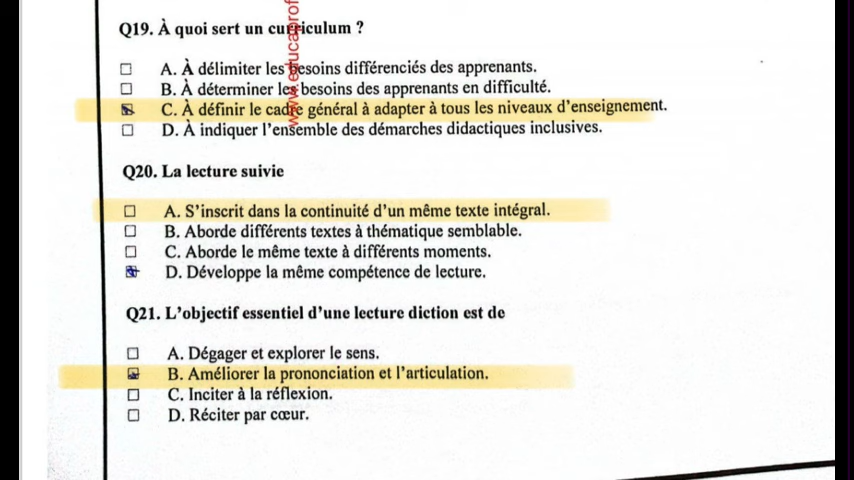 Q19. À quoi sert un curriculum ?
A. À délimiter les besoins différenciés des apprenants.
B. À déterminer les besoins des apprenants en difficulté.
C. À définir le cadre général à adapter à tous les niveaux d'enseignement.
D. À indiquer l'ensemble des démarches didactiques inclusives.
Q20. La lecture suivie
A. S'inscrit dans la continuité d'un même texte intégral.
B. Aborde différents textes à thématique semblable.
C. Aborde le même texte à différents moments.
D. Développe la même compétence de lecture.
Q21. L'objectif essentiel d'une lecture diction est de
A. Dégager et explorer le sens.
B. Améliorer la prononciation et l'articulation.
C. Inciter à la réflexion.
D. Réciter par cœur.
www.educaprof